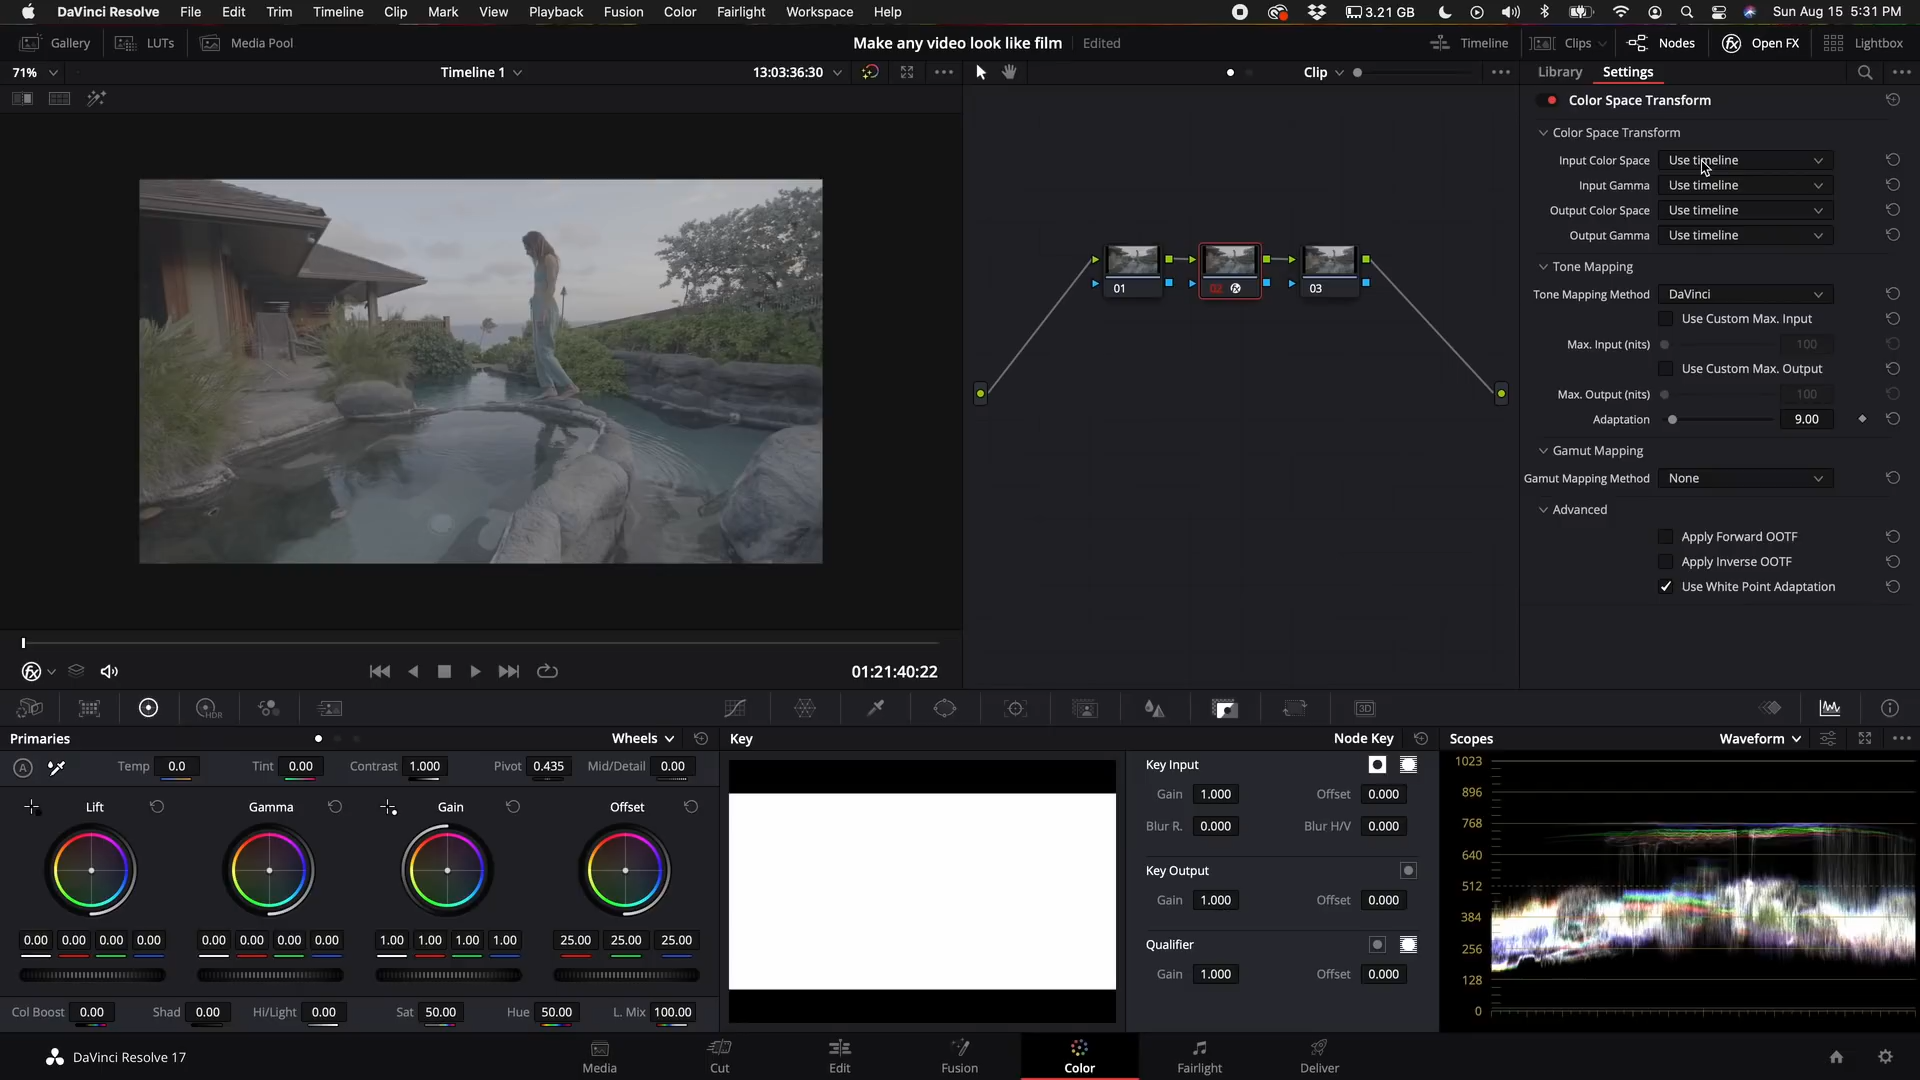 DaVinci Resolve File Edit Trim Timeline Clip Mark View Playback Fusion Color Fairlight Workspace Help 3.21 GB Sun Aug 15 5:31 PM
Gallery LUTs Media Pool Make any video look like film Edited Timeline Clips Nodes Open FX Lightbox
71% Timeline 1 13:03:36:30 Clip Library Settings
Color Space Transform
Color Space Transform
Input Color Space Use timeline
Input Gamma Use timeline
Output Color Space Use timeline
Output Gamma Use timeline
Tone Mapping
Tone Mapping Method DaVinci
Use Custom Max. Input
Max. Input (nits) 100
Use Custom Max. Output
Max. Output (nits) 100
Adaptation 9.00
Gamut Mapping
Gamut Mapping Method None
Advanced
Apply Forward OOTF
Apply Inverse OOTF
Use White Point Adaptation
01 02 03
01:21:40:22
HDR 3D
Primaries Wheels Key Node Key Scopes Waveform
A Temp 0.0 Tint 0.00 Contrast 1.000 Pivot 0.435 Mid/Detail 0.00
Lift Gamma Gain Offset
0.00 0.00 0.00 0.00 0.00 0.00 0.00 0.00 1.00 1.00 1.00 1.00 25.00 25.00 25.00
Col Boost 0.00 Shad 0.00 Hi/Light 0.00 Sat 50.00 Hue 50.00 L. Mix 100.00
Key Input
Gain 1.000 Offset 0.000
Blur R. 0.000 Blur H/V 0.000
Key Output
Gain 1.000 Offset 0.000
Qualifier
Gain 1.000 Offset 0.000
1023
896
768
640
512
384
256
128
0
DaVinci Resolve 17 Media Cut Edit Fusion Color Fairlight Deliver